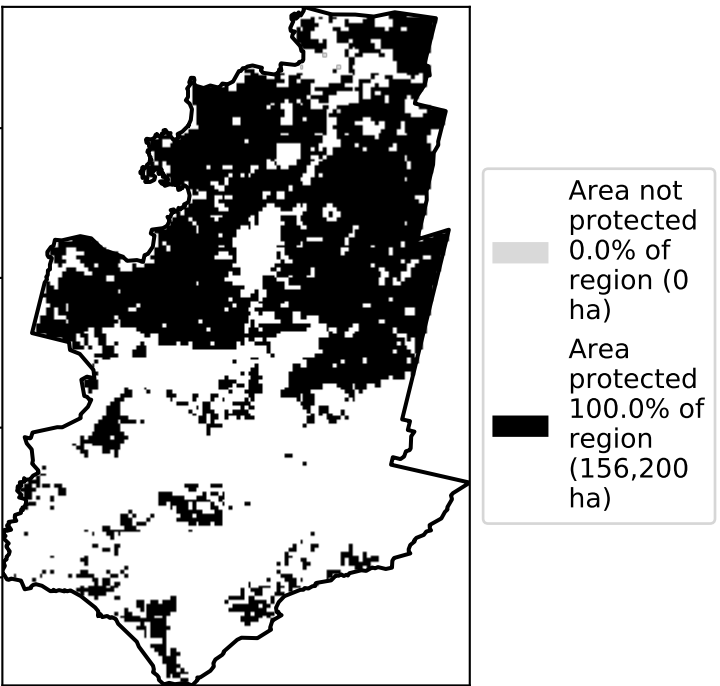 Area not
protected
0.0% of
region (0
ha)
Area
protected
100.0% of
region
(156,200
ha)